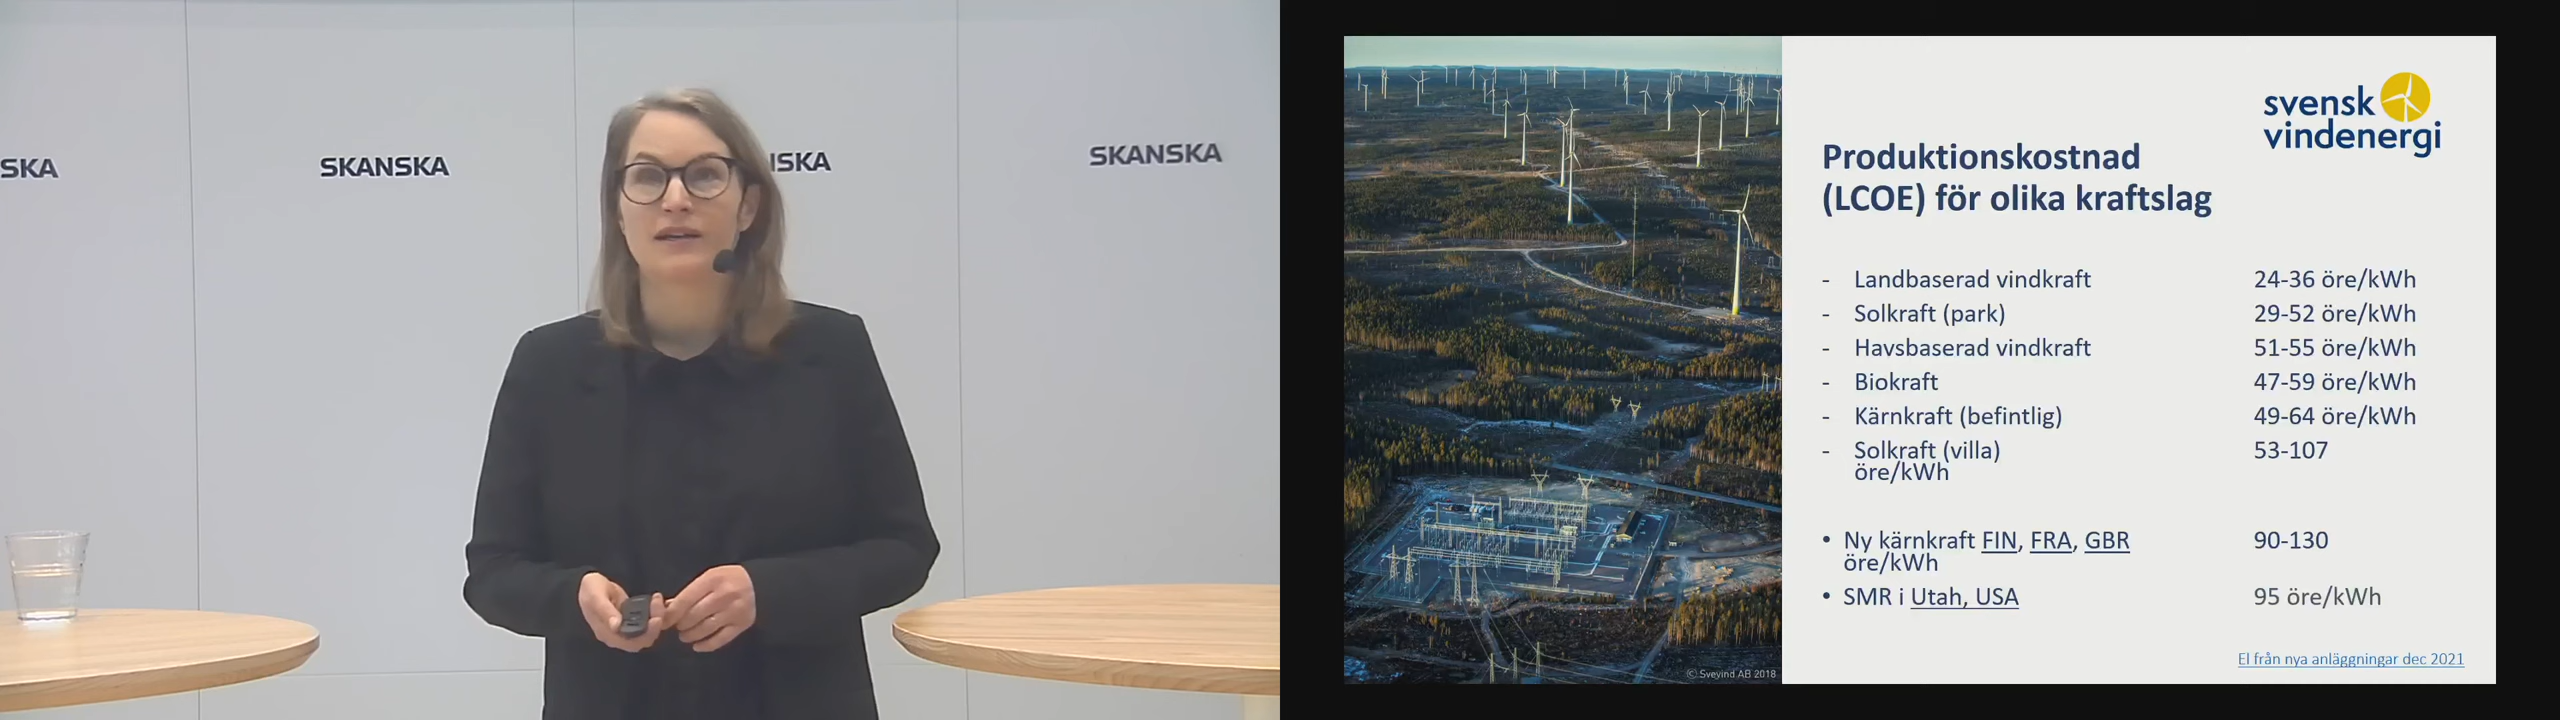 SKA
SKANSKA
ISKA
SKANSKA
svensk
vindenergi
Produktionskostnad
(LCOE) för olika kraftslag
- Landbaserad vindkraft 24-36 öre/kWh
- Solkraft (park) 29-52 öre/kWh
- Havsbaserad vindkraft 51-55 öre/kWh
- Biokraft 47-59 öre/kWh
- Kärnkraft (befintlig) 49-64 öre/kWh
- Solkraft (villa) 53-107
öre/kWh
• Ny kärnkraft FIN, FRA, GBR 90-130
öre/kWh
• SMR i Utah, USA 95 öre/kWh
El från nya anläggningar dec 2021
© Svevind AB 2018